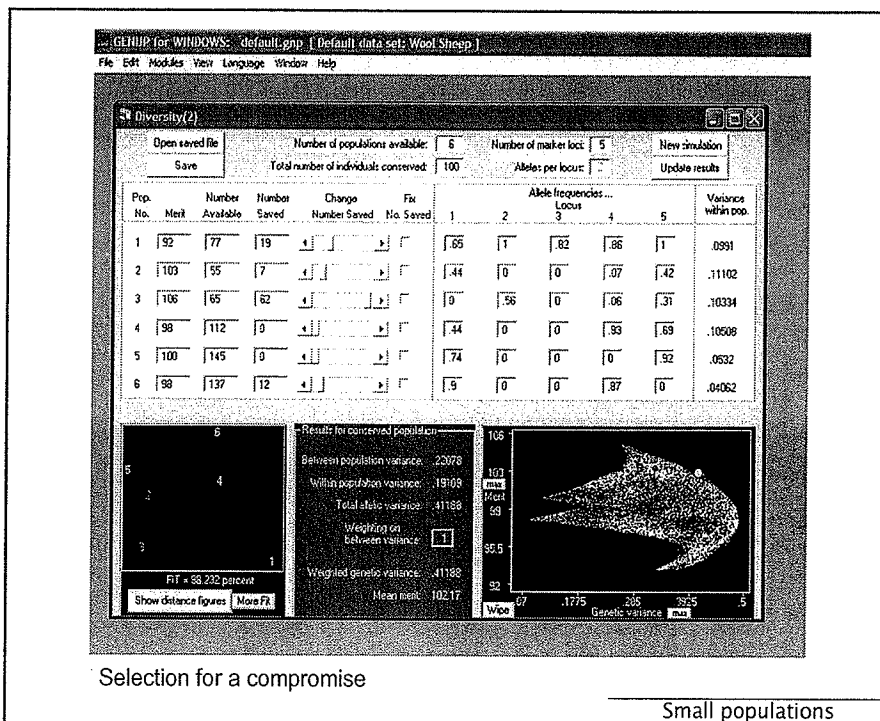 GENUP for WINDOWS: default.gnp [ Default data set: Wool Sheep ]
File Edit Modules View Language Window Help
Diversity(2)
Open saved file Number of populations available: 6 Number of marker loci: 5 New simulation
Save Total number of individuals conserved: 100 Alleles per locus: Update results
Pop. No. Merit Number Available Number Saved Change Number Saved Fix No. Saved Allele frequencies ... Locus 1 2 3 4 5 Variance within pop.
1 92 77 19 .65 1 .82 .86 1 .0991
2 103 55 7 .44 0 0 .07 .42 .11102
3 106 65 62 0 .56 0 .06 .31 .10334
4 98 112 0 .44 0 0 .93 .69 .10508
5 100 145 0 .74 0 0 0 .92 .0532
6 98 137 12 .9 0 0 .87 0 .04062
6
5
4
2
3
1
FIT = 98.232 percent
Show distance figures More Fit
Results for conserved population
Between population variance: .22078
Within population variance: .19109
Total allelic variance: .41188
Weighting on
between variance: 1
Weighted genetic variance: .41188
Mean merit: 102.17
106
103
max
Merit
99
95.5
92
.07 .1775 .285 .3925 .5
Wipe Genetic variance max
Selection for a compromise
Small populations